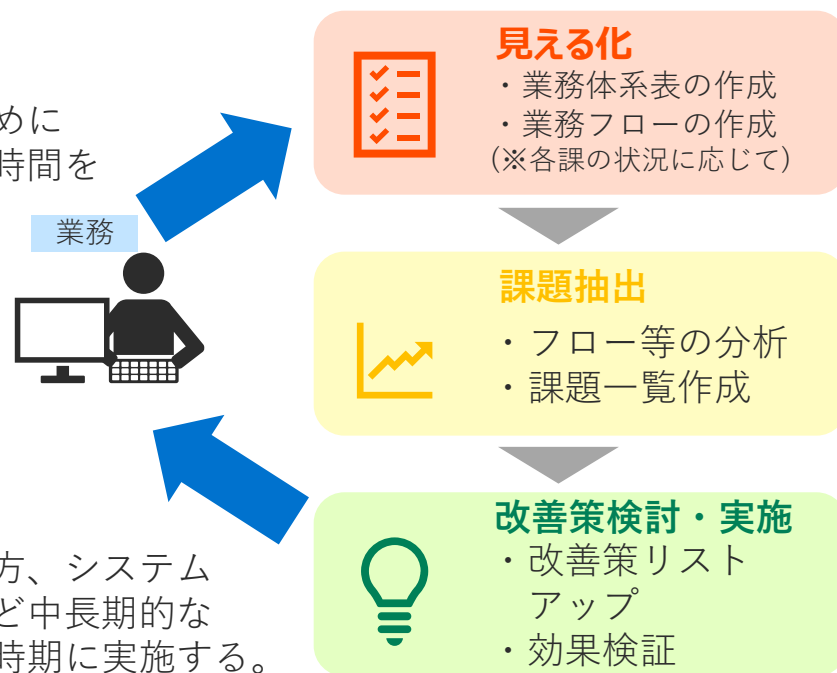 めに
時間を
業務
方、システム
ど中長期的な
時期に実施する。
見える化
・業務体系表の作成
・業務フローの作成
(※各課の状況に応じて)
課題抽出
・フロー等の分析
・課題一覧作成
改善策検討・実施
・改善策リスト
アップ
・効果検証